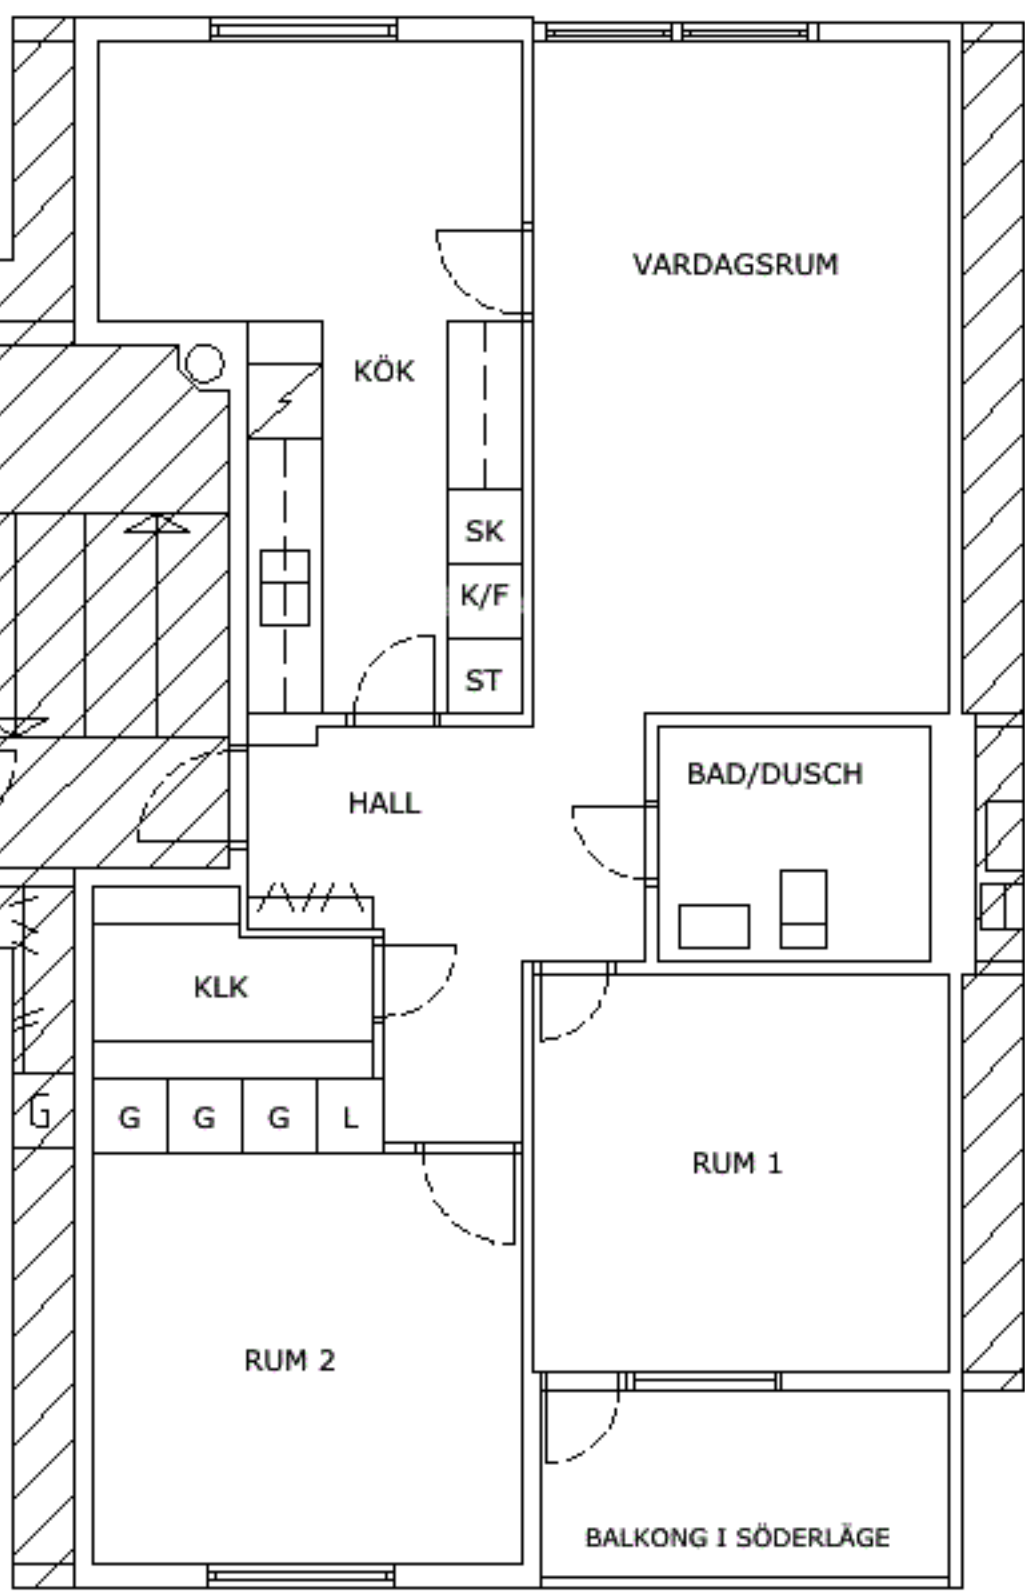 VARDAGSRUM
KÖK
SK
K/F
ST
BAD/DUSCH
HALL
KLK
G
G G G L
RUM 1
RUM 2
BALKONG I SÖDERLÄGE